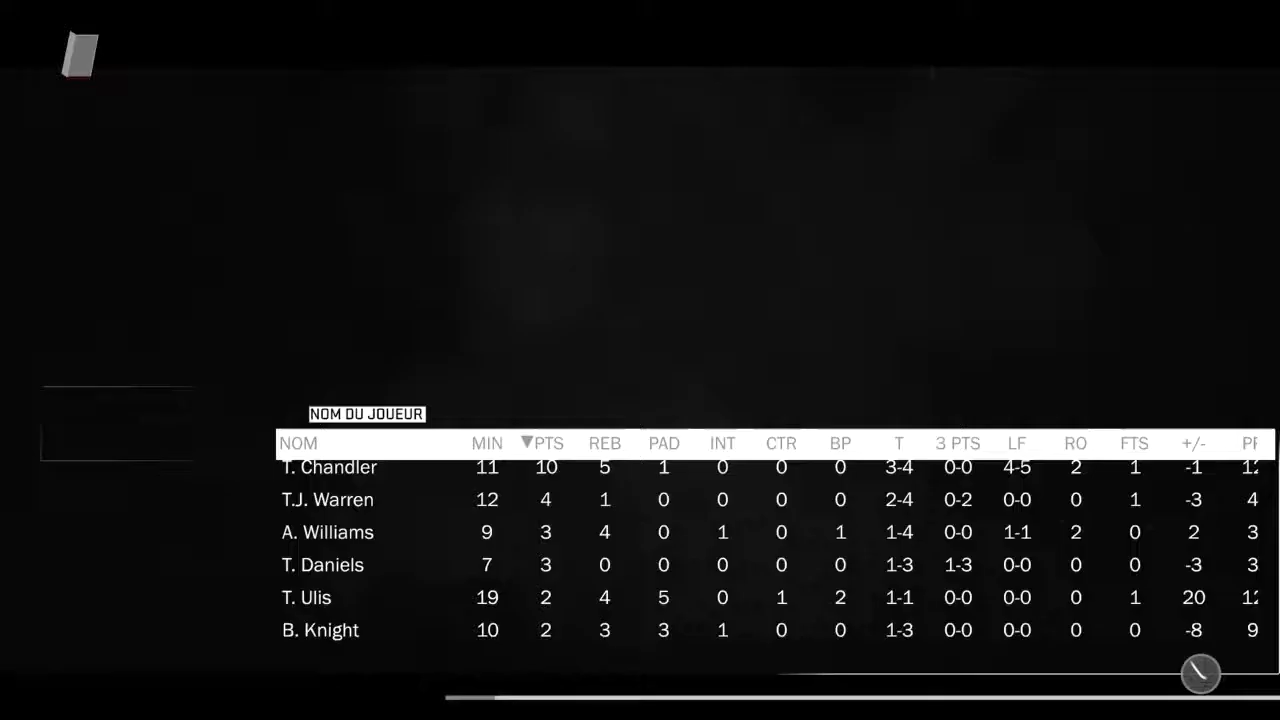 NOM DU JOUEUR
NOM MIN ▼PTS REB PAD INT CTR BP T 3 PTS LF RO FTS +/-
T. Chandler 11 10 5 1 0 0 0 3-4 0-0 4-5 2 1 -1
T.J. Warren 12 4 1 0 0 0 0 2-4 0-2 0-0 0 1 -3 4
A. Williams 9 3 4 0 1 0 1 1-4 0-0 1-1 2 0 2 3
T. Daniels 7 3 0 0 0 0 0 1-3 1-3 0-0 0 0 -3 3
T. Ulis 19 2 4 5 0 1 2 1-1 0-0 0-0 0 1 20
B. Knight 10 2 3 3 1 0 0 1-3 0-0 0-0 0 0 -8 9